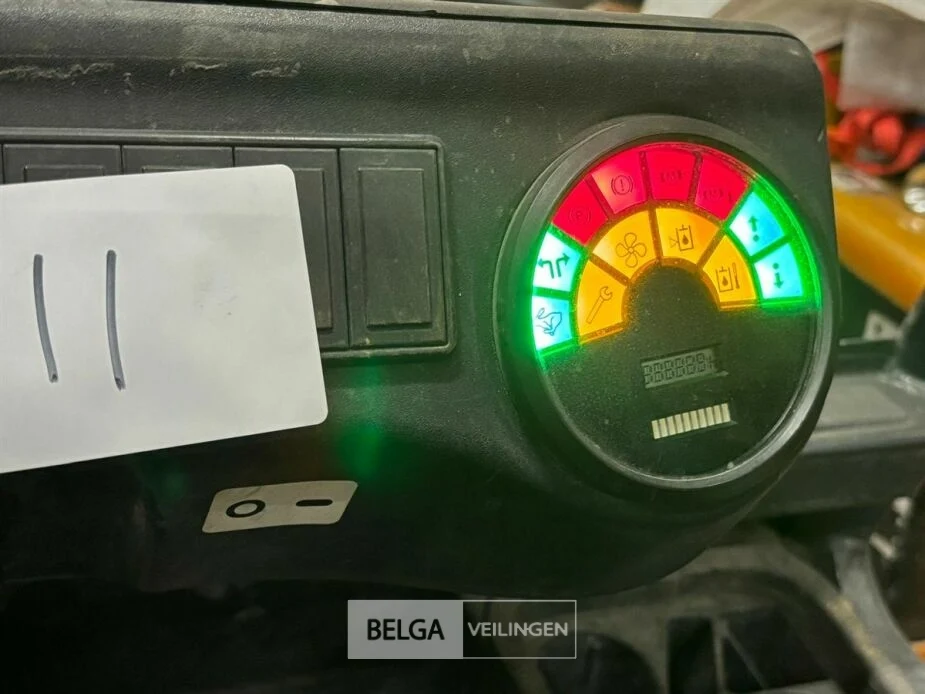 11
O –
BELGA VEILINGEN